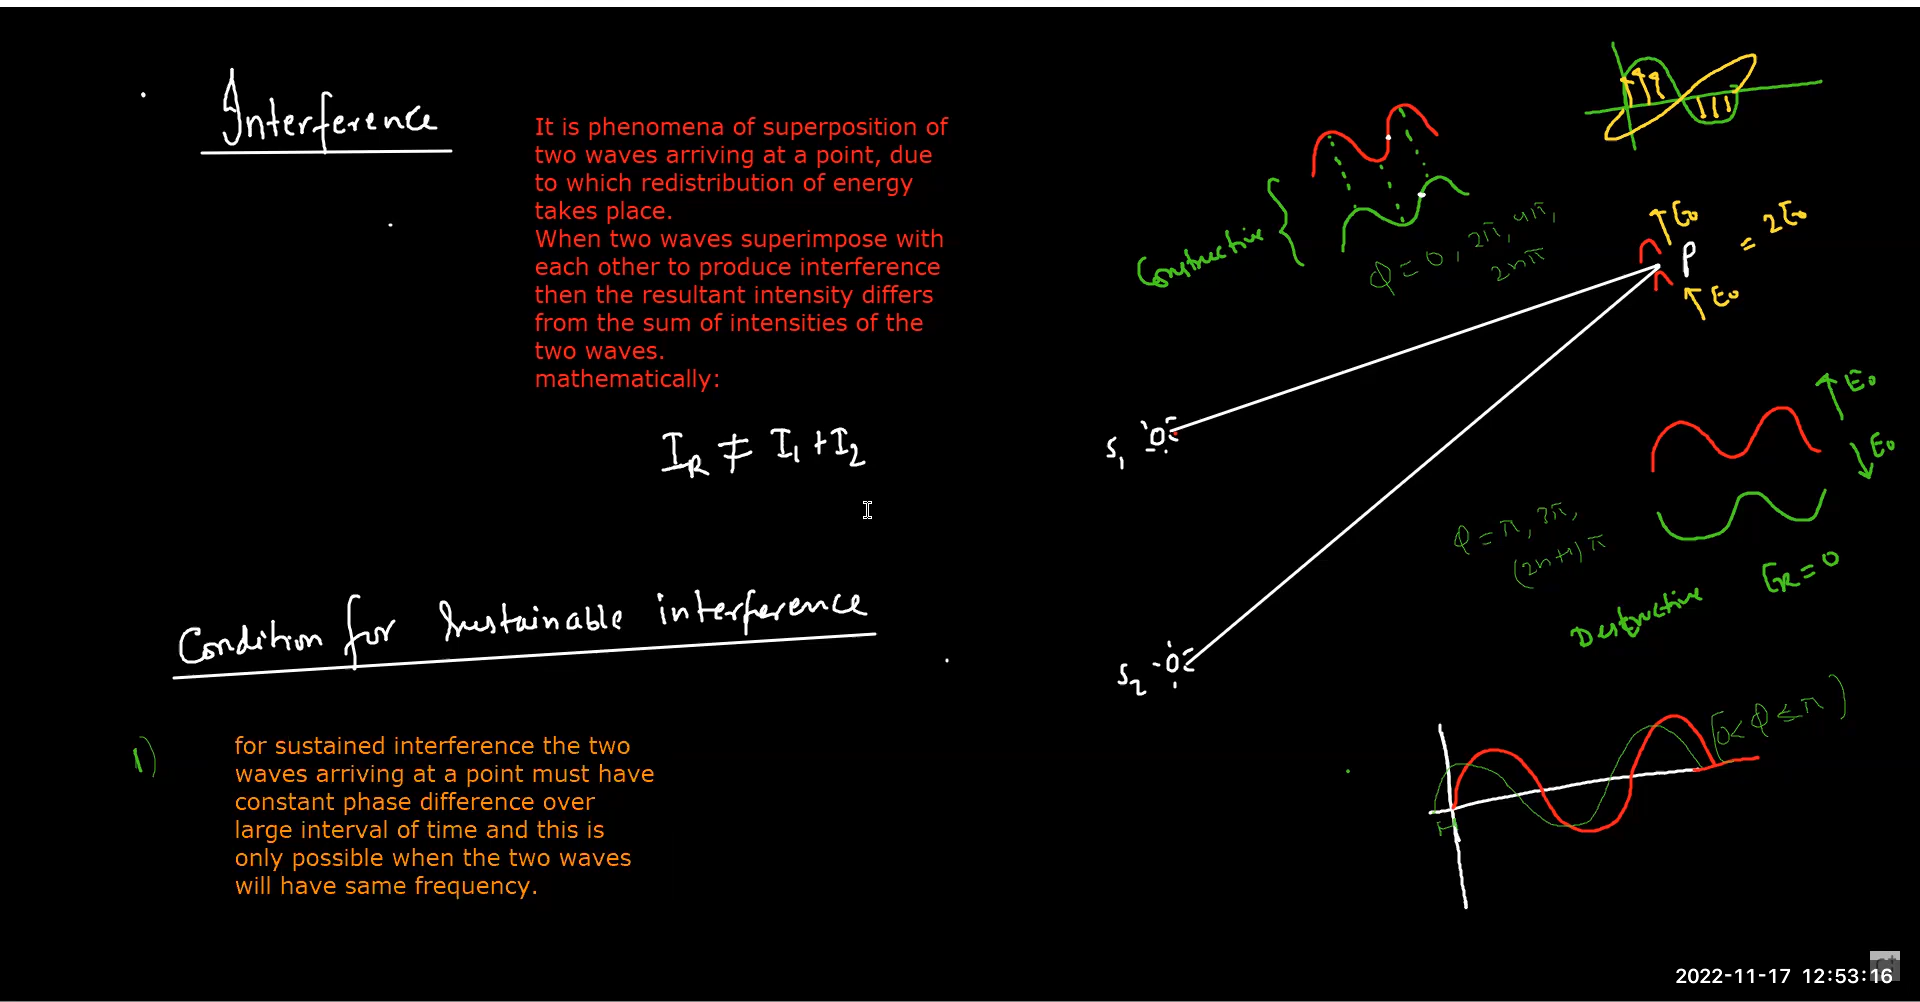 Interference
It is phenomena of superposition of
two waves arriving at a point, due
to which redistribution of energy
takes place.
When two waves superimpose with
each other to produce interference
then the resultant intensity differs
from the sum of intensities of the
two waves.
mathematically:
I_R ≠ I₁ + I₂
Condition for sustainable interference
1)
for sustained interference the two
waves arriving at a point must have
constant phase difference over
large interval of time and this is
only possible when the two waves
will have same frequency.
Constructive
φ = 0, 2π, 4π,
2nπ
E₀
P
= 2E₀
E₀
S₁
S₂
E₀
E₀
φ = π, 3π,
(2n+1)π
E_R = 0
Destructive
[0 < φ ≤ π)
2022-11-17 12:53:16